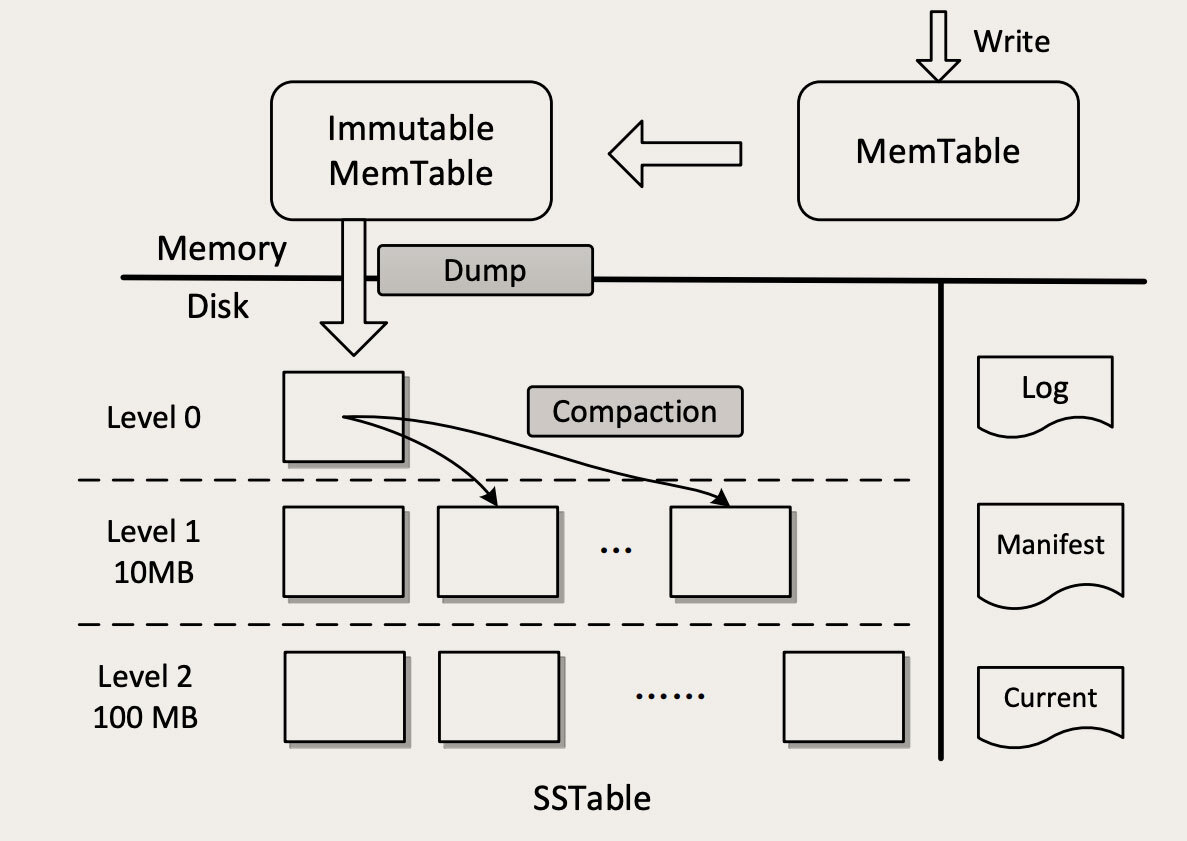 Write
Immutable
MemTable
MemTable
Memory
Dump
Disk
Level 0
Compaction
Log
Level 1
10MB
...
Manifest
Level 2
100 MB
......
Current
SSTable